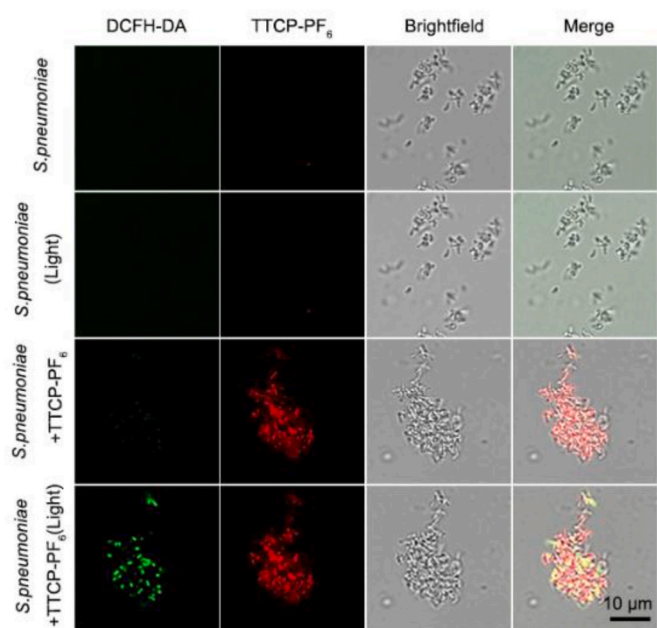 DCFH-DA TTCP-PF₆ Brightfield Merge
S.pneumoniae
S.pneumoniae
(Light)
S.pneumoniae
+TTCP-PF₆
S.pneumoniae
+TTCP-PF₆(Light)
10 µm